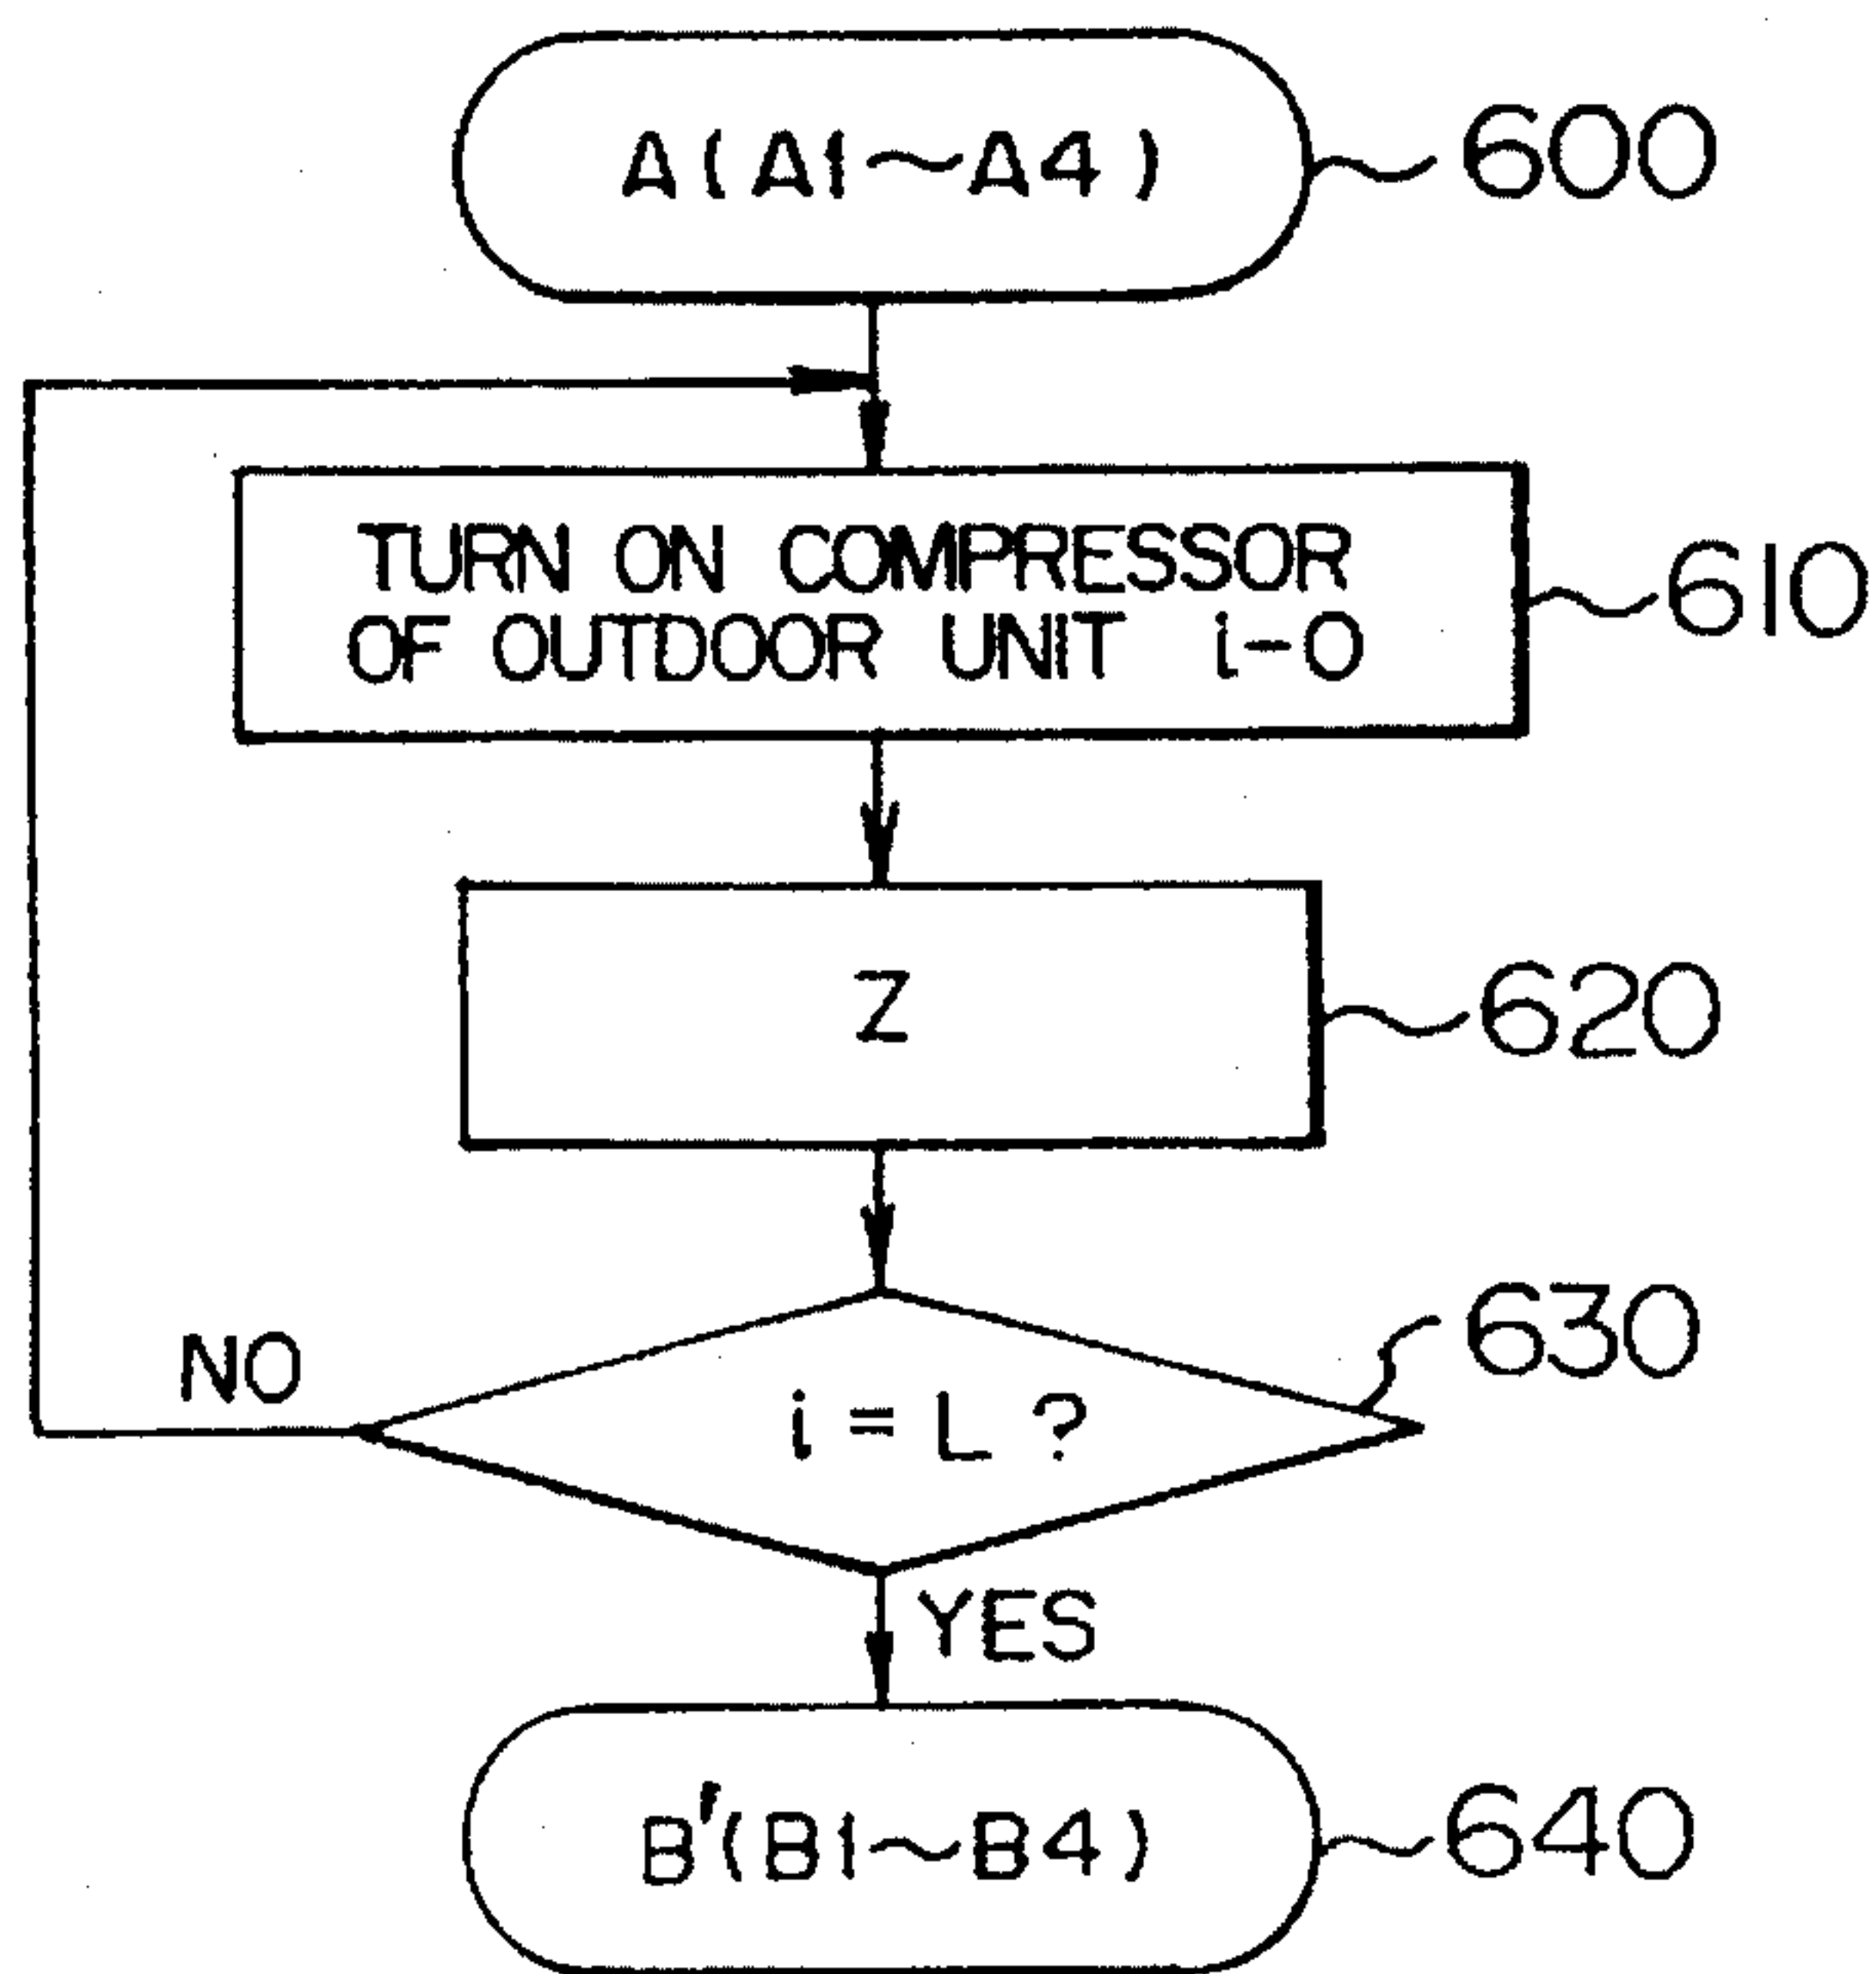 A(A1~A4)
600
TURN ON COMPRESSOR
OF OUTDOOR UNIT i-O
610
Z
620
630
NO
i=L?
YES
B'(B1~B4)
640